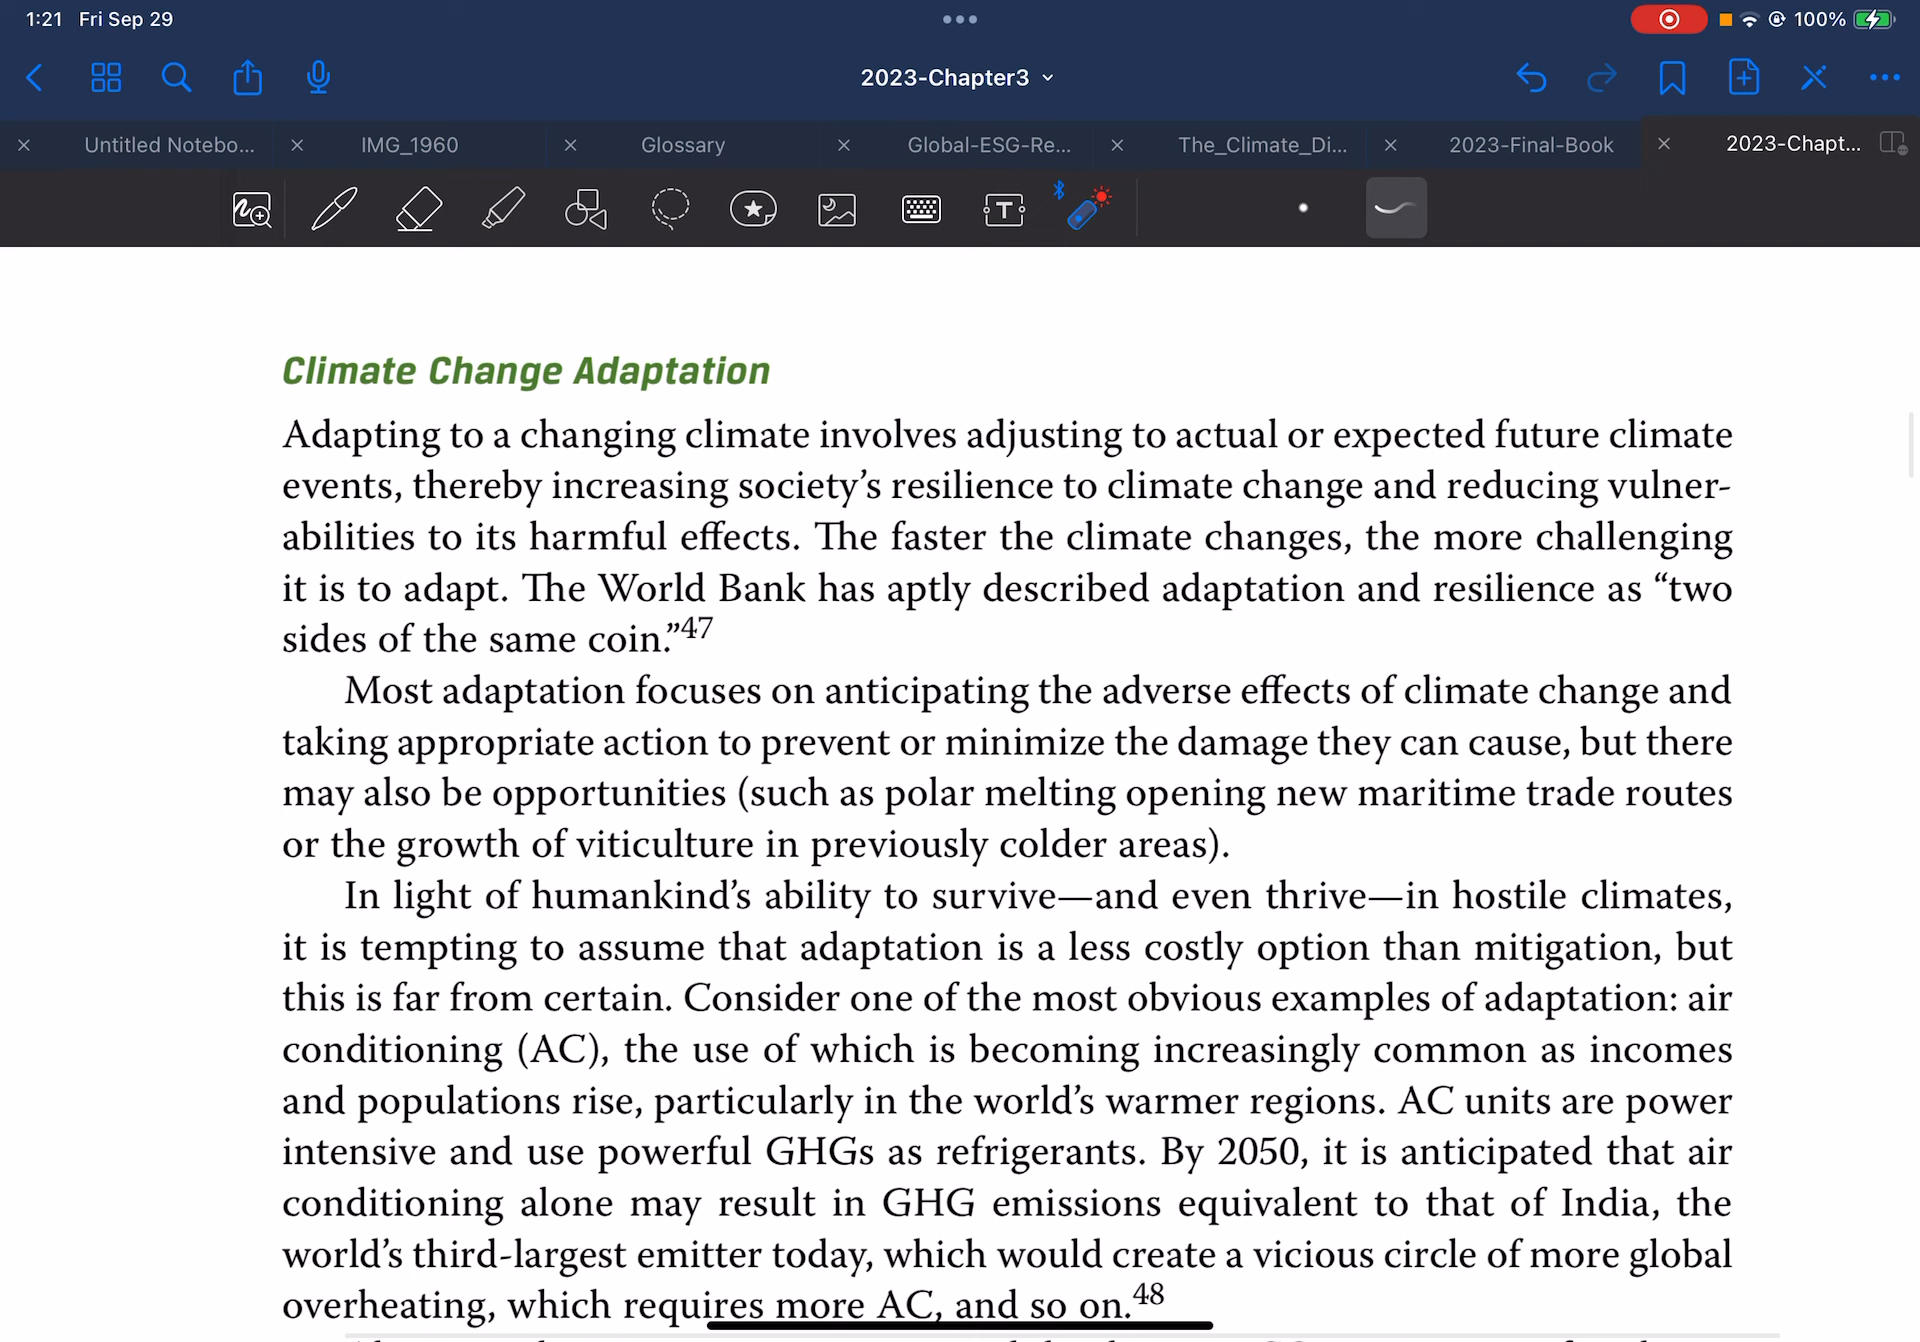 1:21 Fri Sep 29
100%
2023-Chapter3
Untitled Notebo...
IMG_1960
Glossary
Global-ESG-Re...
The_Climate_Di...
2023-Final-Book
2023-Chapt...
Climate Change Adaptation
Adapting to a changing climate involves adjusting to actual or expected future climate
events, thereby increasing society’s resilience to climate change and reducing vulner-
abilities to its harmful effects. The faster the climate changes, the more challenging
it is to adapt. The World Bank has aptly described adaptation and resilience as “two
sides of the same coin.”47
Most adaptation focuses on anticipating the adverse effects of climate change and
taking appropriate action to prevent or minimize the damage they can cause, but there
may also be opportunities (such as polar melting opening new maritime trade routes
or the growth of viticulture in previously colder areas).
In light of humankind’s ability to survive—and even thrive—in hostile climates,
it is tempting to assume that adaptation is a less costly option than mitigation, but
this is far from certain. Consider one of the most obvious examples of adaptation: air
conditioning (AC), the use of which is becoming increasingly common as incomes
and populations rise, particularly in the world’s warmer regions. AC units are power
intensive and use powerful GHGs as refrigerants. By 2050, it is anticipated that air
conditioning alone may result in GHG emissions equivalent to that of India, the
world’s third-largest emitter today, which would create a vicious circle of more global
overheating, which requires more AC, and so on.48